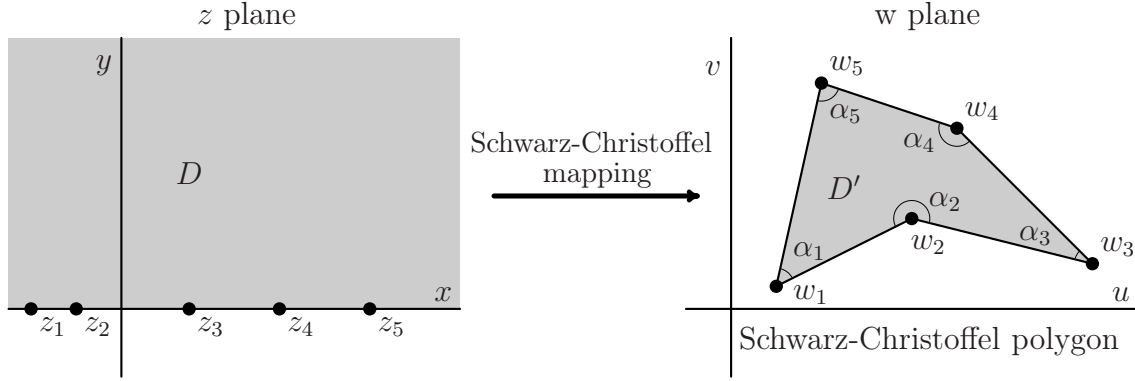 z plane
y
D
x
z₁ z₂ z₃ z₄ z₅
Schwarz-Christoffel
mapping
w plane
v
w₅
α₅
w₄
α₄
D′
α₂
w₂
α₃
w₃
α₁
w₁
u
Schwarz-Christoffel polygon